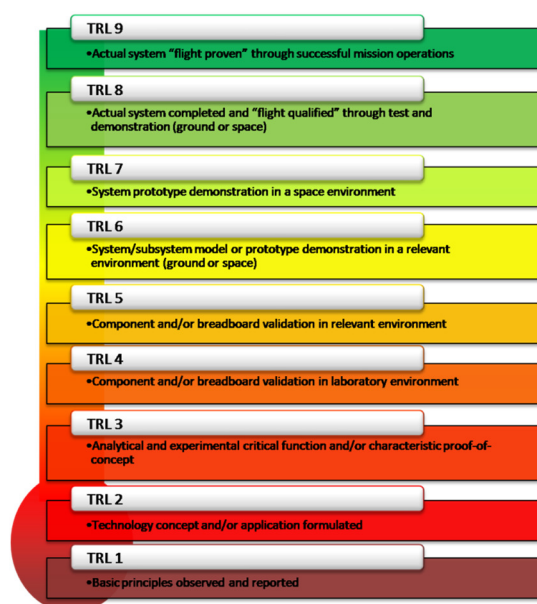 TRL 9
•Actual system “flight proven” through successful mission operations
TRL 8
•Actual system completed and “flight qualified” through test and
demonstration (ground or space)
TRL 7
•System prototype demonstration in a space environment
TRL 6
•System/subsystem model or prototype demonstration in a relevant
environment (ground or space)
TRL 5
•Component and/or breadboard validation in relevant environment
TRL 4
•Component and/or breadboard validation in laboratory environment
TRL 3
•Analytical and experimental critical function and/or characteristic proof-of-
concept
TRL 2
•Technology concept and/or application formulated
TRL 1
•Basic principles observed and reported